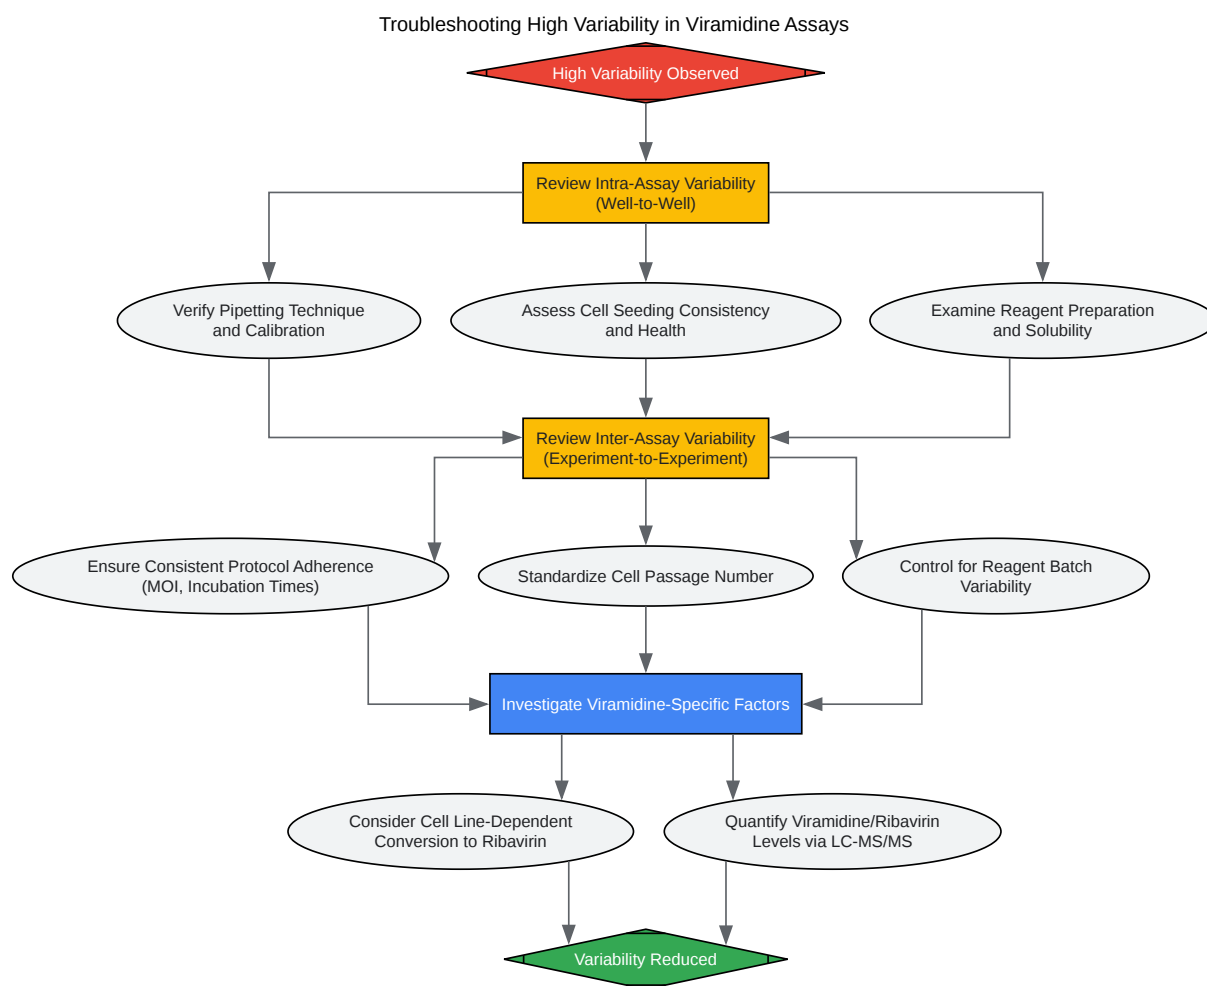 Troubleshooting High Variability in Viramidine Assays
High Variability Observed
Review Intra-Assay Variability
(Well-to-Well)
Verify Pipetting Technique
and Calibration
Assess Cell Seeding Consistency
and Health
Examine Reagent Preparation
and Solubility
Review Inter-Assay Variability
(Experiment-to-Experiment)
Ensure Consistent Protocol Adherence
(MOI, Incubation Times)
Standardize Cell Passage Number
Control for Reagent Batch
Variability
Investigate Viramidine-Specific Factors
Consider Cell Line-Dependent
Conversion to Ribavirin
Quantify Viramidine/Ribavirin
Levels via LC-MS/MS
Variability Reduced